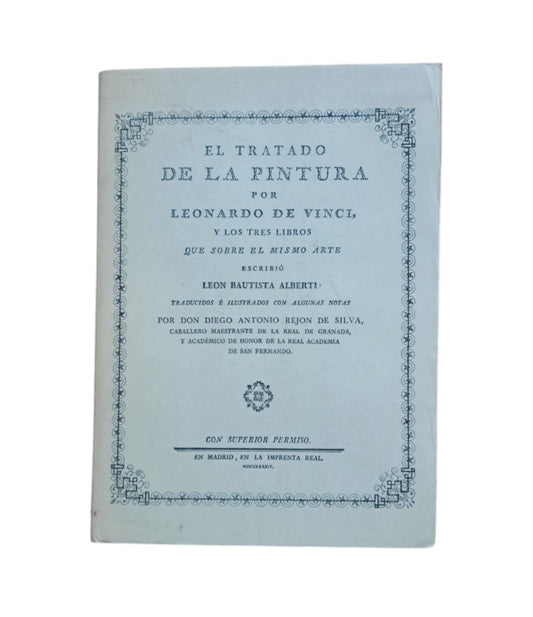 EL TRATADO
DE LA PINTURA
POR
LEONARDO DE VINCI,
Y LOS TRES LIBROS
QUE SOBRE EL MISMO ARTE
ESCRIBIÓ
LEON BAUTISTA ALBERTI:
TRADUCIDOS É ILUSTRADOS CON ALGUNAS NOTAS
POR DON DIEGO ANTONIO REJON DE SILVA,
CABALLERO MAESTRANTE DE LA REAL DE GRANADA,
Y ACADÉMICO DE HONOR DE LA REAL ACADEMIA
DE SAN FERNANDO.
CON SUPERIOR PERMISO.
EN MADRID, EN LA IMPRENTA REAL.
MDCCLXXXIV.